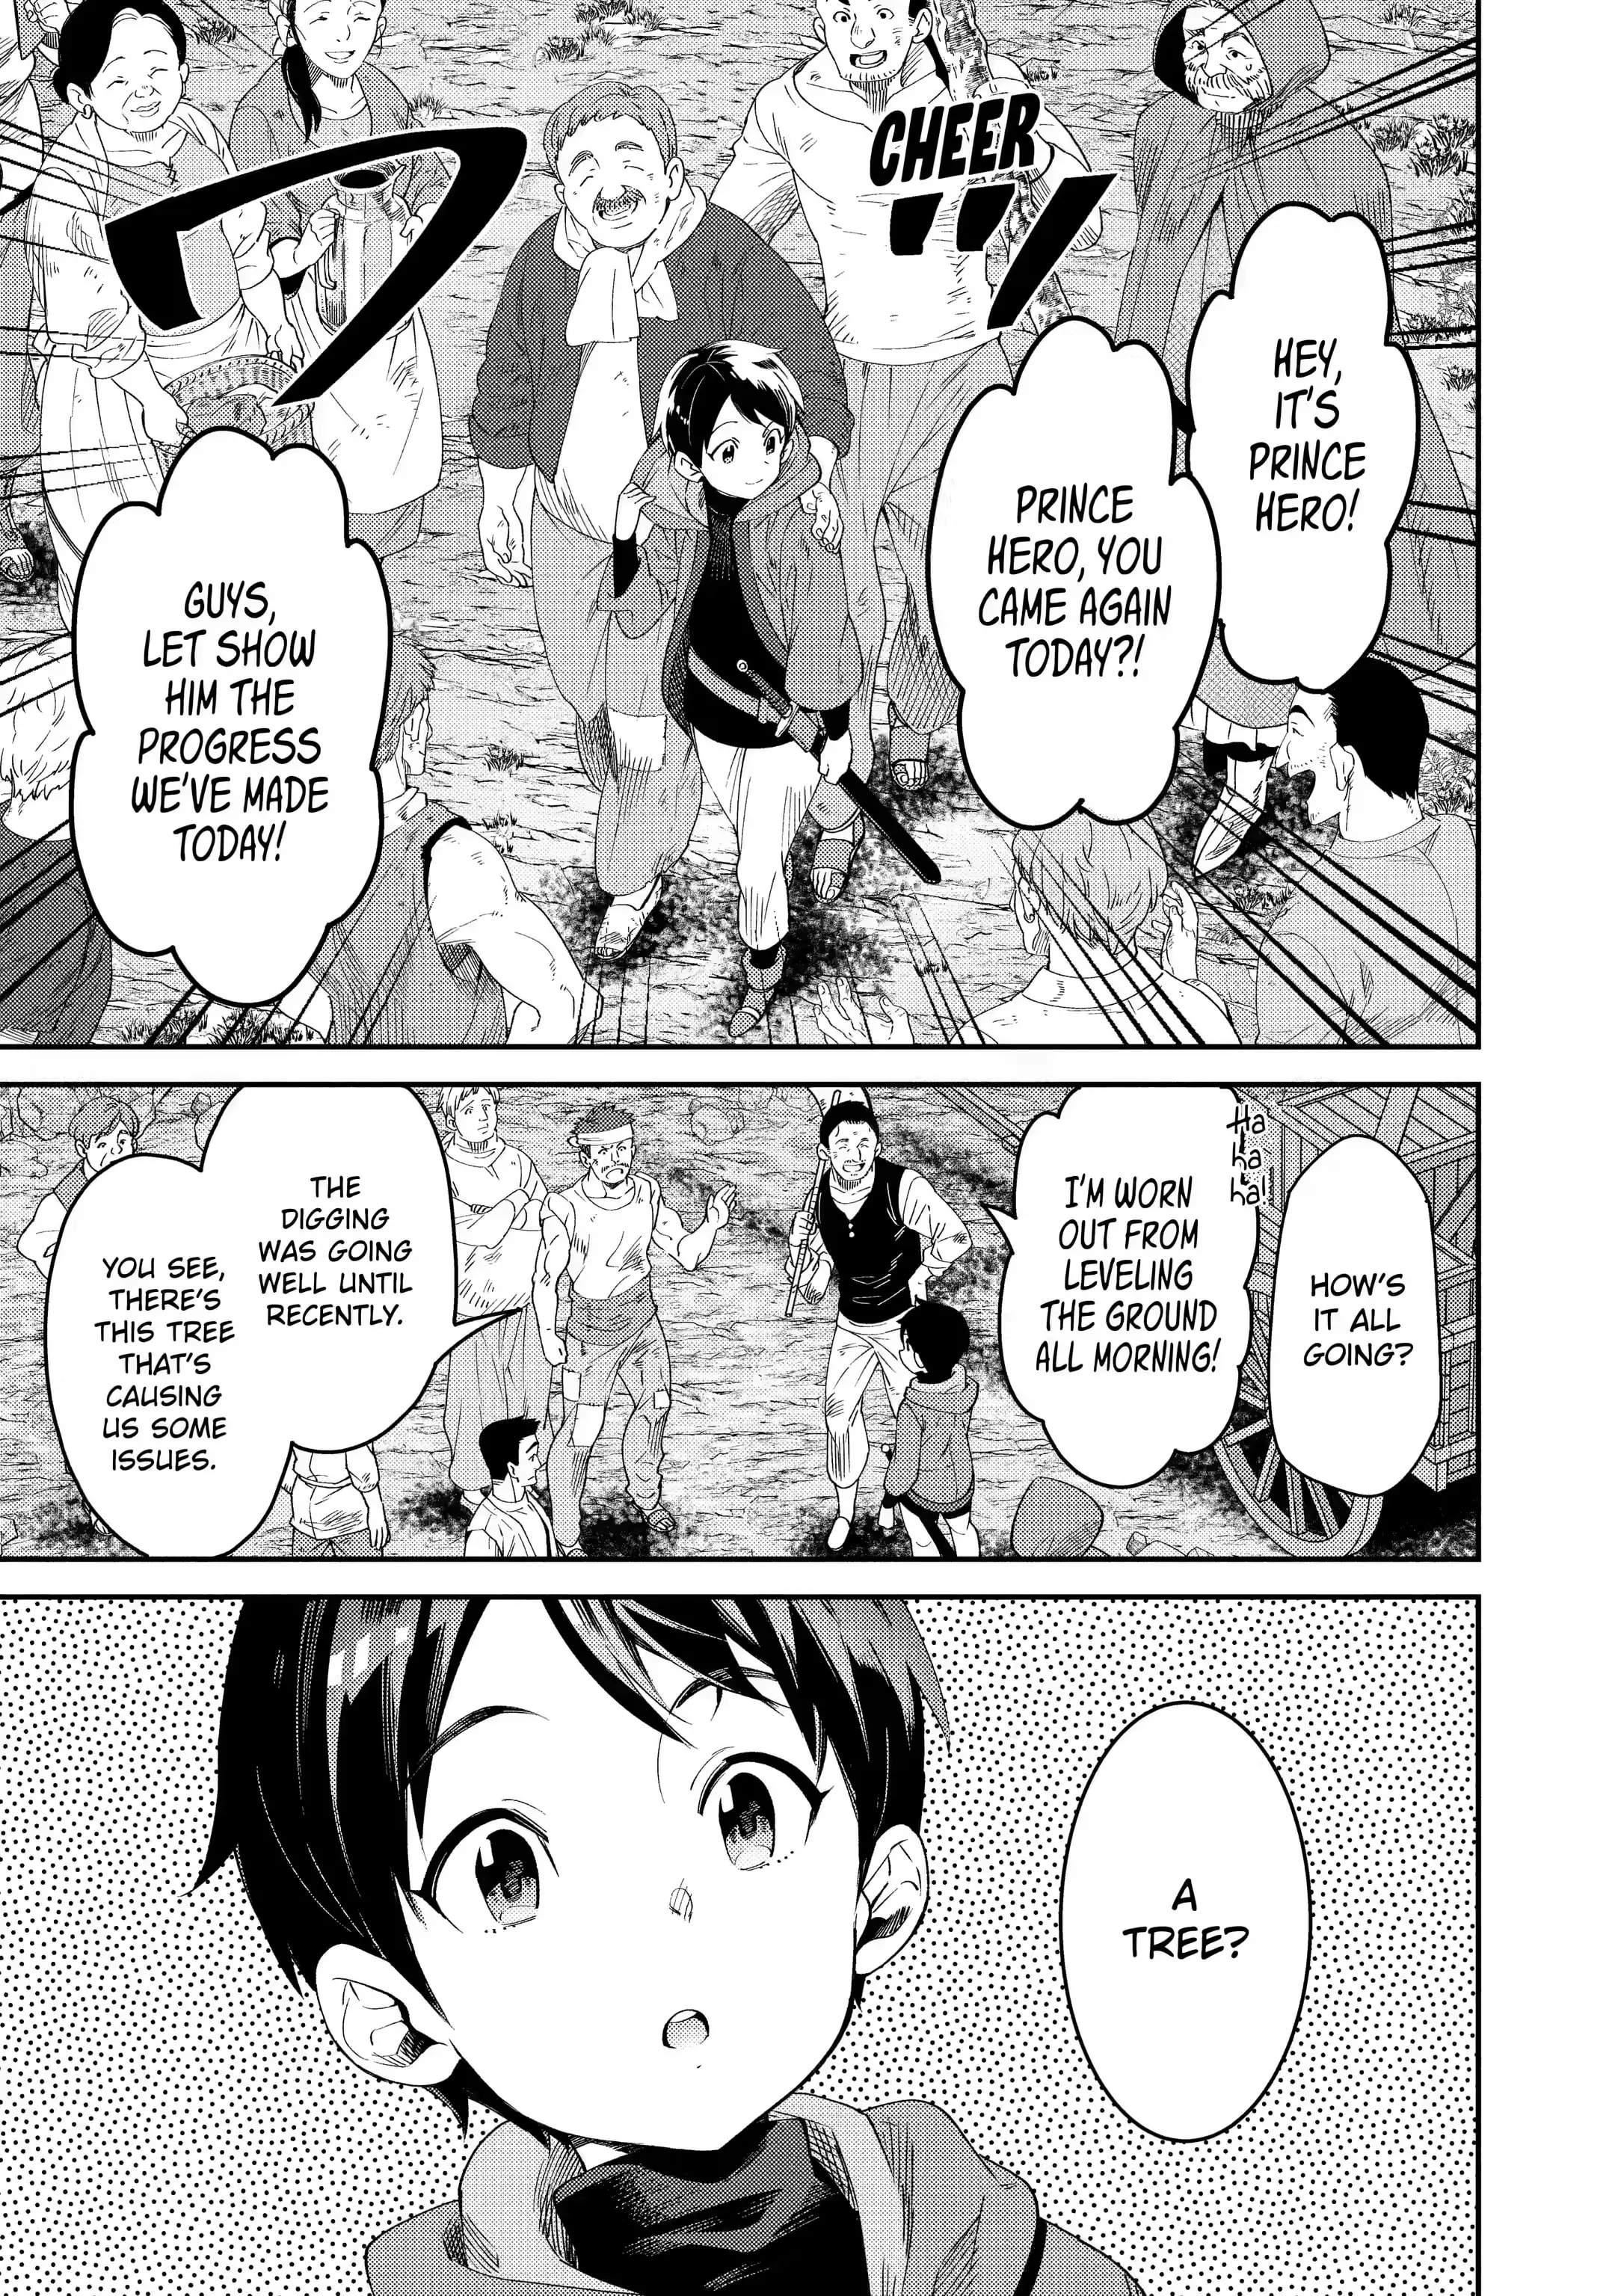 CHEER
ワッ
HEY,
IT'S
PRINCE
HERO!
PRINCE
HERO, YOU
CAME AGAIN
TODAY?!
GUYS,
LET SHOW
HIM THE
PROGRESS
WE'VE MADE
TODAY!
HOW'S
IT ALL
GOING?
Ha
ha
ha!
I'M WORN
OUT FROM
LEVELING
THE GROUND
ALL MORNING!
THE
DIGGING
WAS GOING
WELL UNTIL
RECENTLY.
YOU SEE,
THERE'S
THIS TREE
THAT'S
CAUSING
US SOME
ISSUES.
A
TREE?